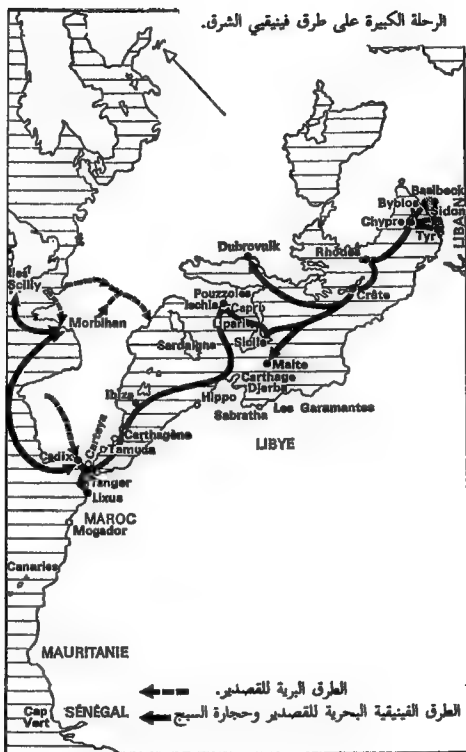 الرحلة الكبيرة على طرق فينيقيي الشرق.
N
Baalbeck
Byblos
Sidon
Chypre
Tyr
LIBAN
Dubrovnik
Rhodes
Iles
Scilly
Pouzzoles
Ischia
Capri
Crête
Morbihan
Lipari
Sicile
Sardaigne
Malte
Carthage
Djerba
Ibiza
Hippo
Les Garamantes
Sabratha
Carthagène
LIBYE
Carteya
Tamuda
Cadix
Tanger
Lixus
MAROC
Mogador
Canaries
MAURITANIE
الطرق البرية للقصدير.
Cap
Vert
SÉNÉGAL
الطرق الفينيقية البحرية للقصدير وحجارة السبج